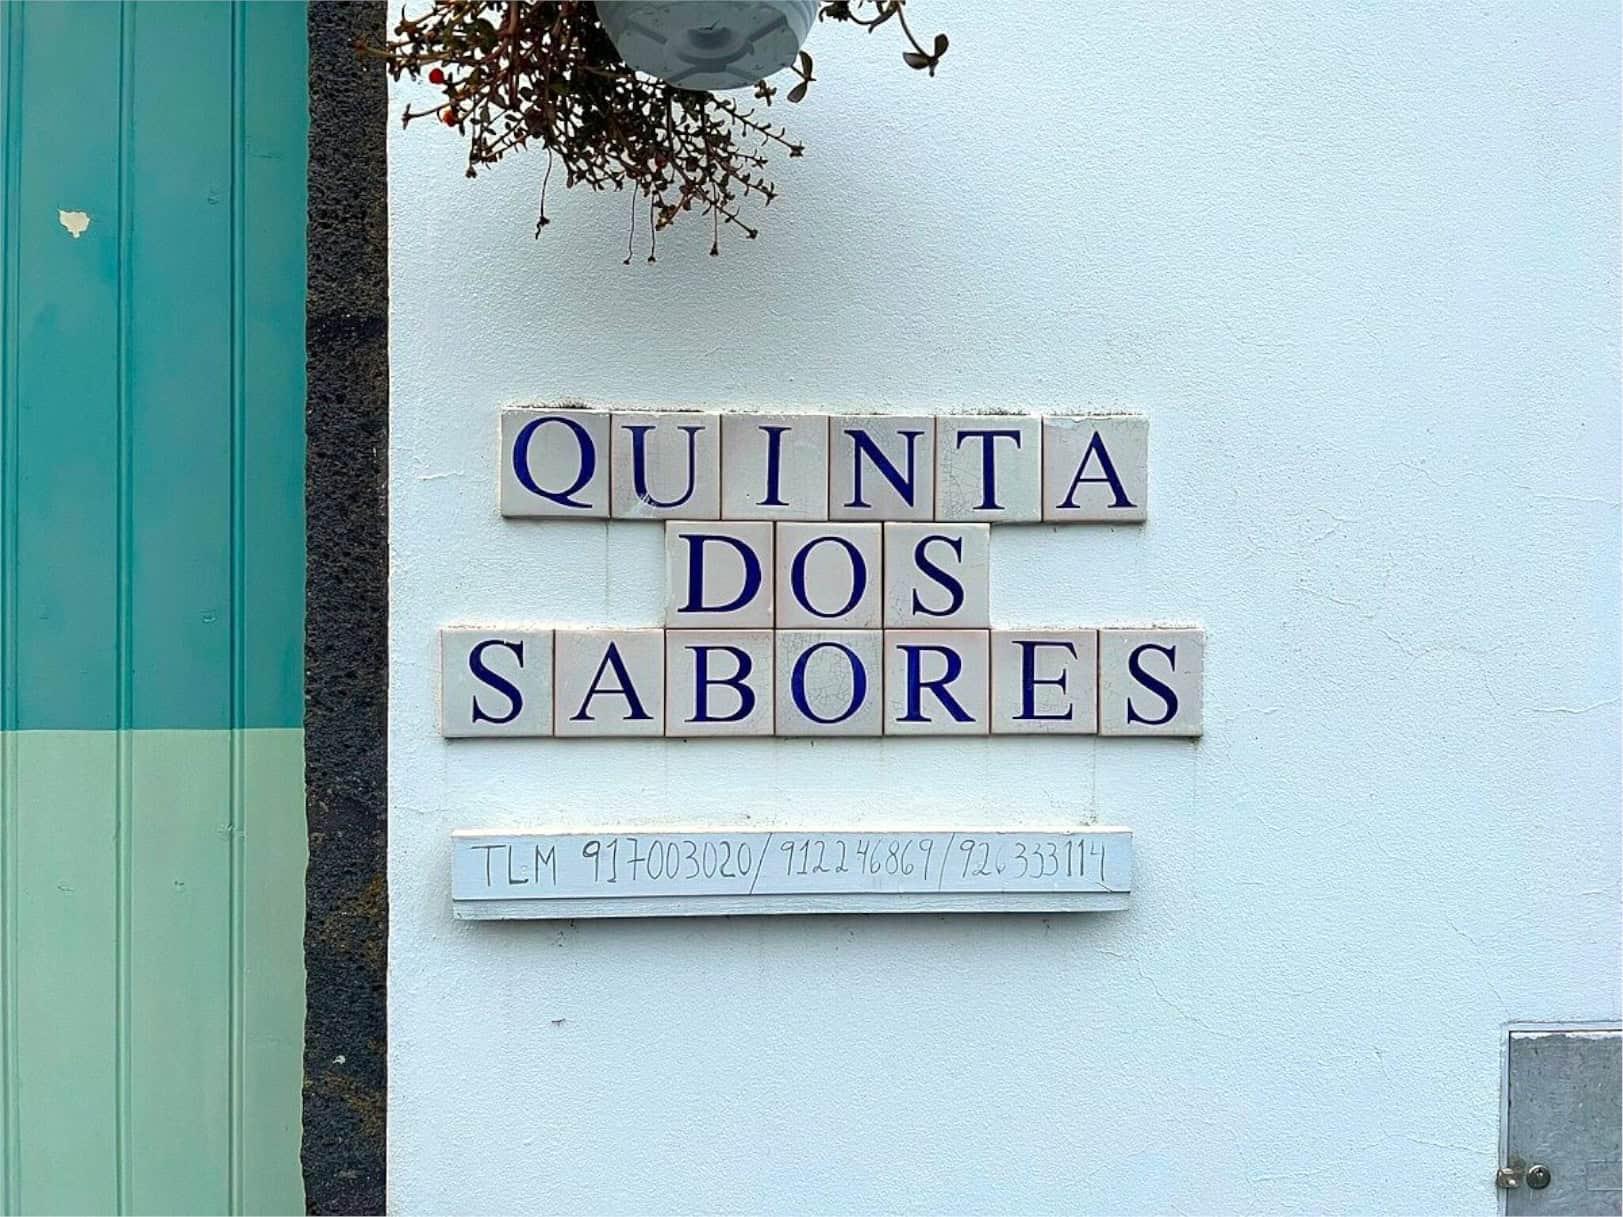 QUINTA
DOS
SABORES
TLM 917003020/912246869/926333114